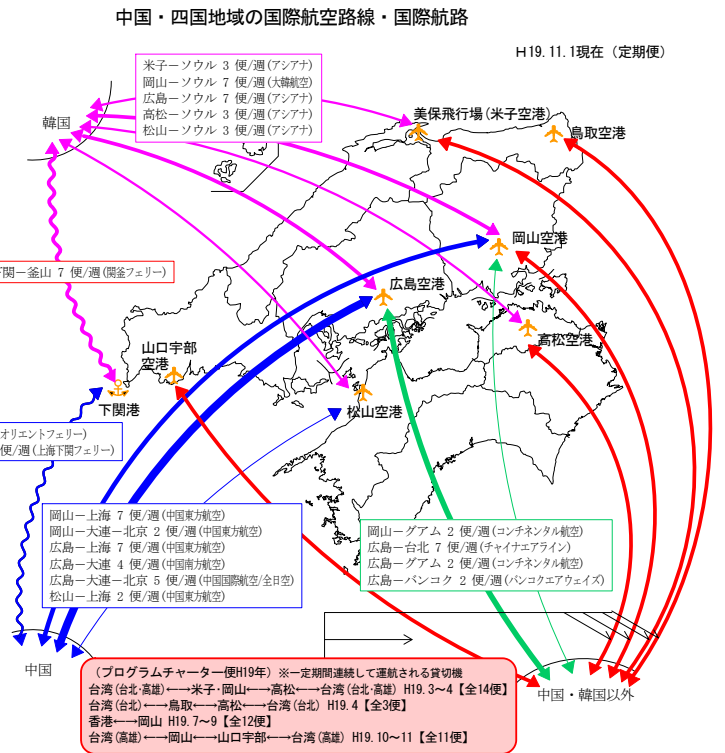 中国・四国地域の国際航空路線・国際航路
H19.11.1現在（定期便）
米子－ソウル 3 便/週(アシアナ)
岡山－ソウル 7 便/週(大韓航空)
広島－ソウル 7 便/週(アシアナ)
高松－ソウル 3 便/週(アシアナ)
松山－ソウル 3 便/週(アシアナ)
韓国
美保飛行場(米子空港)
鳥取空港
岡山空港
下関－釜山 7 便/週(関釜フェリー)
広島空港
高松空港
山口宇部
空港
下関港
松山空港
オリエントフェリー)
便/週(上海下関フェリー)
岡山－上海 7 便/週(中国東方航空)
岡山－大連－北京 2 便/週(中国東方航空)
広島－上海 7 便/週(中国東方航空)
広島－大連 4 便/週(中国南方航空)
広島－大連－北京 5 便/週(中国国際航空/全日空)
松山－上海 2 便/週(中国東方航空)
岡山－グアム 2 便/週(コンチネンタル航空)
広島－台北 7 便/週(チャイナエアライン)
広島－グアム 2 便/週(コンチネンタル航空)
広島－バンコク 2 便/週(バンコクエアウェイズ)
中国
中国・韓国以外
（プログラムチャーター便H19年）※一定期間連続して運航される貸切機
台湾(台北・高雄)←→米子・岡山←→高松←→台湾(台北・高雄) H19.3～4【全14便】
台湾(台北)←→鳥取←→高松←→台湾(台北) H19.4【全3便】
香港←→岡山 H19.7～9【全12便】
台湾(高雄)←→岡山←→山口宇部←→台湾(高雄) H19.10～11【全11便】